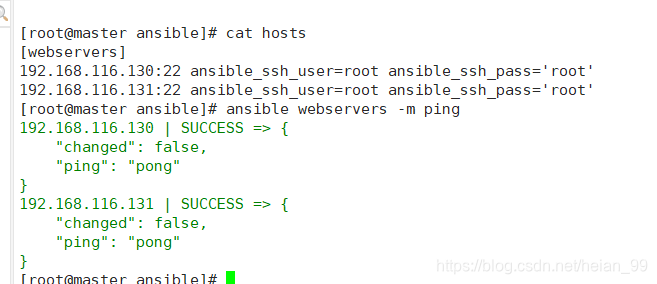 [root@master ansible]# cat hosts
[webservers]
192.168.116.130:22 ansible_ssh_user=root ansible_ssh_pass='root'
192.168.116.131:22 ansible_ssh_user=root ansible_ssh_pass='root'
[root@master ansible]# ansible webservers -m ping
192.168.116.130 | SUCCESS => {
    "changed": false,
    "ping": "pong"
}
192.168.116.131 | SUCCESS => {
    "changed": false,
    "ping": "pong"
}
[root@master ansible]#
https://blog.csdn.net/heian_99